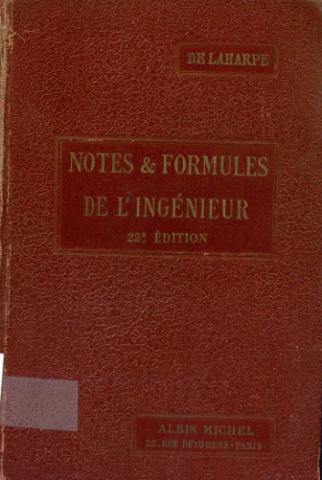 DE LAHARPE
NOTES & FORMULES
DE L'INGÉNIEUR
22e ÉDITION
ALBIN MICHEL
22, RUE HUYGHENS - PARIS